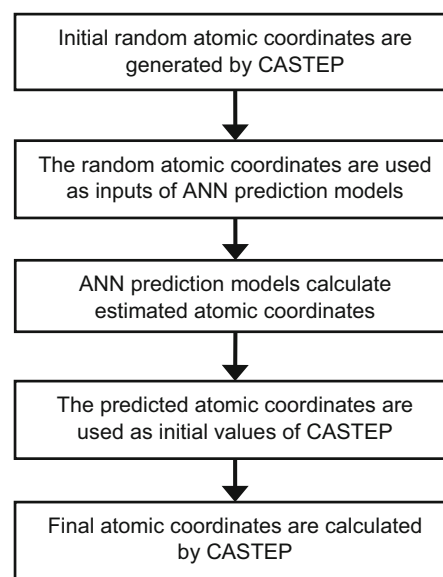 Initial random atomic coordinates are
generated by CASTEP
The random atomic coordinates are used
as inputs of ANN prediction models
ANN prediction models calculate
estimated atomic coordinates
The predicted atomic coordinates are
used as initial values of CASTEP
Final atomic coordinates are calculated
by CASTEP